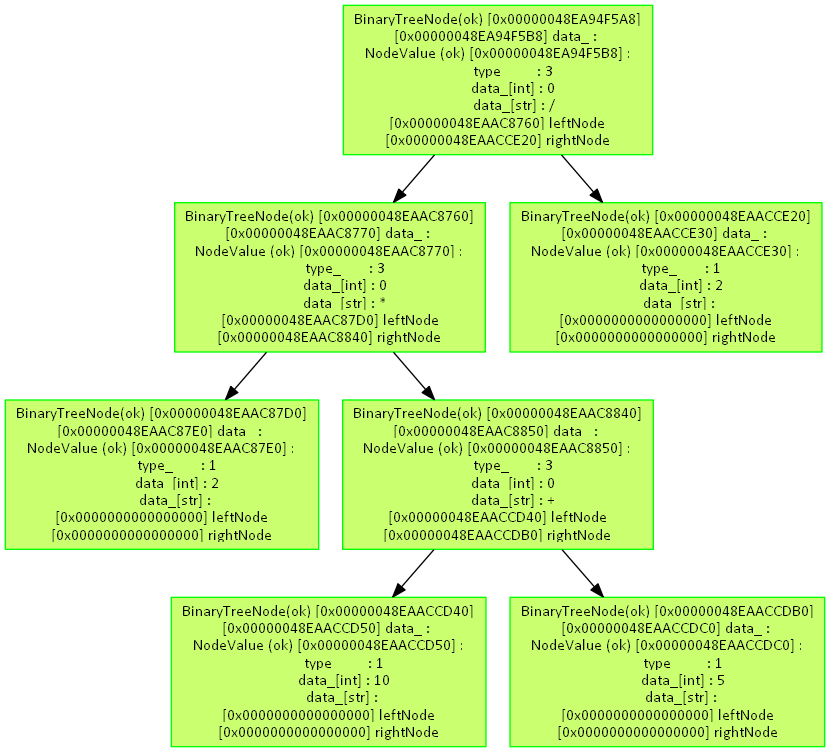 BinaryTreeNode(ok) [0x00000048EA94F5A8]
[0x00000048EA94F5B8] data_ :
NodeValue (ok) [0x00000048EA94F5B8] :
type_ : 3
data_[int] : 0
data_[str] : /
[0x00000048EAAC8760] leftNode
[0x00000048EAACCE20] rightNode
BinaryTreeNode(ok) [0x00000048EAAC8760]
[0x00000048EAAC8770] data_ :
NodeValue (ok) [0x00000048EAAC8770] :
type_ : 3
data_[int] : 0
data_[str] : *
[0x00000048EAAC87D0] leftNode
[0x00000048EAAC8840] rightNode
BinaryTreeNode(ok) [0x00000048EAACCE20]
[0x00000048EAACCE30] data_ :
NodeValue (ok) [0x00000048EAACCE30] :
type_ : 1
data_[int] : 2
data_[str] :
[0x0000000000000000] leftNode
[0x0000000000000000] rightNode
BinaryTreeNode(ok) [0x00000048EAAC87D0]
[0x00000048EAAC87E0] data_ :
NodeValue (ok) [0x00000048EAAC87E0] :
type_ : 1
data_[int] : 2
data_[str] :
[0x0000000000000000] leftNode
[0x0000000000000000] rightNode
BinaryTreeNode(ok) [0x00000048EAAC8840]
[0x00000048EAAC8850] data_ :
NodeValue (ok) [0x00000048EAAC8850] :
type_ : 3
data_[int] : 0
data_[str] : +
[0x00000048EAACCD40] leftNode
[0x00000048EAACCDB0] rightNode
BinaryTreeNode(ok) [0x00000048EAACCD40]
[0x00000048EAACCD50] data_ :
NodeValue (ok) [0x00000048EAACCD50] :
type_ : 1
data_[int] : 10
data_[str] :
[0x0000000000000000] leftNode
[0x0000000000000000] rightNode
BinaryTreeNode(ok) [0x00000048EAACCDB0]
[0x00000048EAACCDC0] data_ :
NodeValue (ok) [0x00000048EAACCDC0] :
type_ : 1
data_[int] : 5
data_[str] :
[0x0000000000000000] leftNode
[0x0000000000000000] rightNode